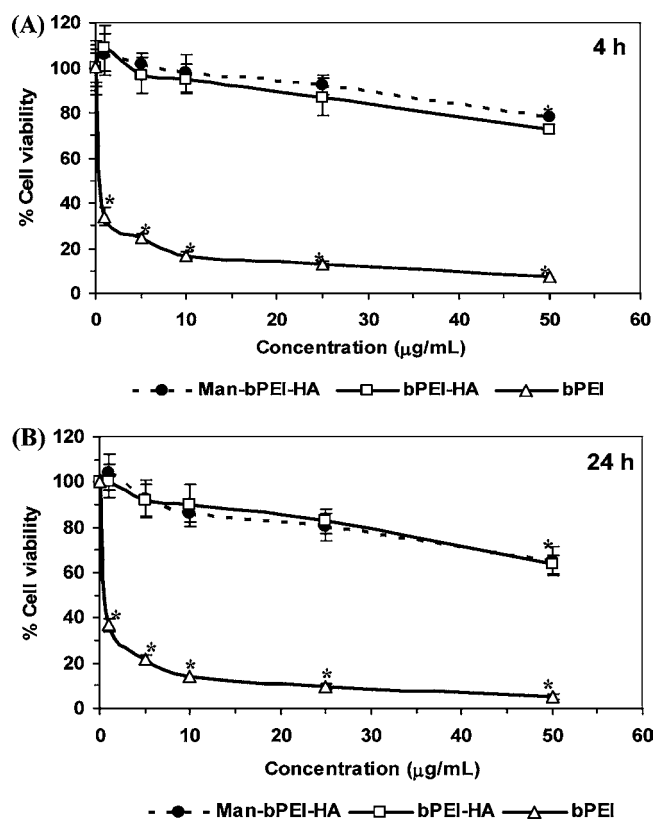 (A)
4 h
% Cell viability
120
100
80
60
40
20
0
*
*
*
*
*
*
0 10 20 30 40 50 60
Concentration (μg/mL)
Man-bPEI-HA bPEI-HA bPEI
(B)
24 h
% Cell viability
120
100
80
60
40
20
0
*
*
*
*
*
*
0 10 20 30 40 50 60
Concentration (μg/mL)
Man-bPEI-HA bPEI-HA bPEI